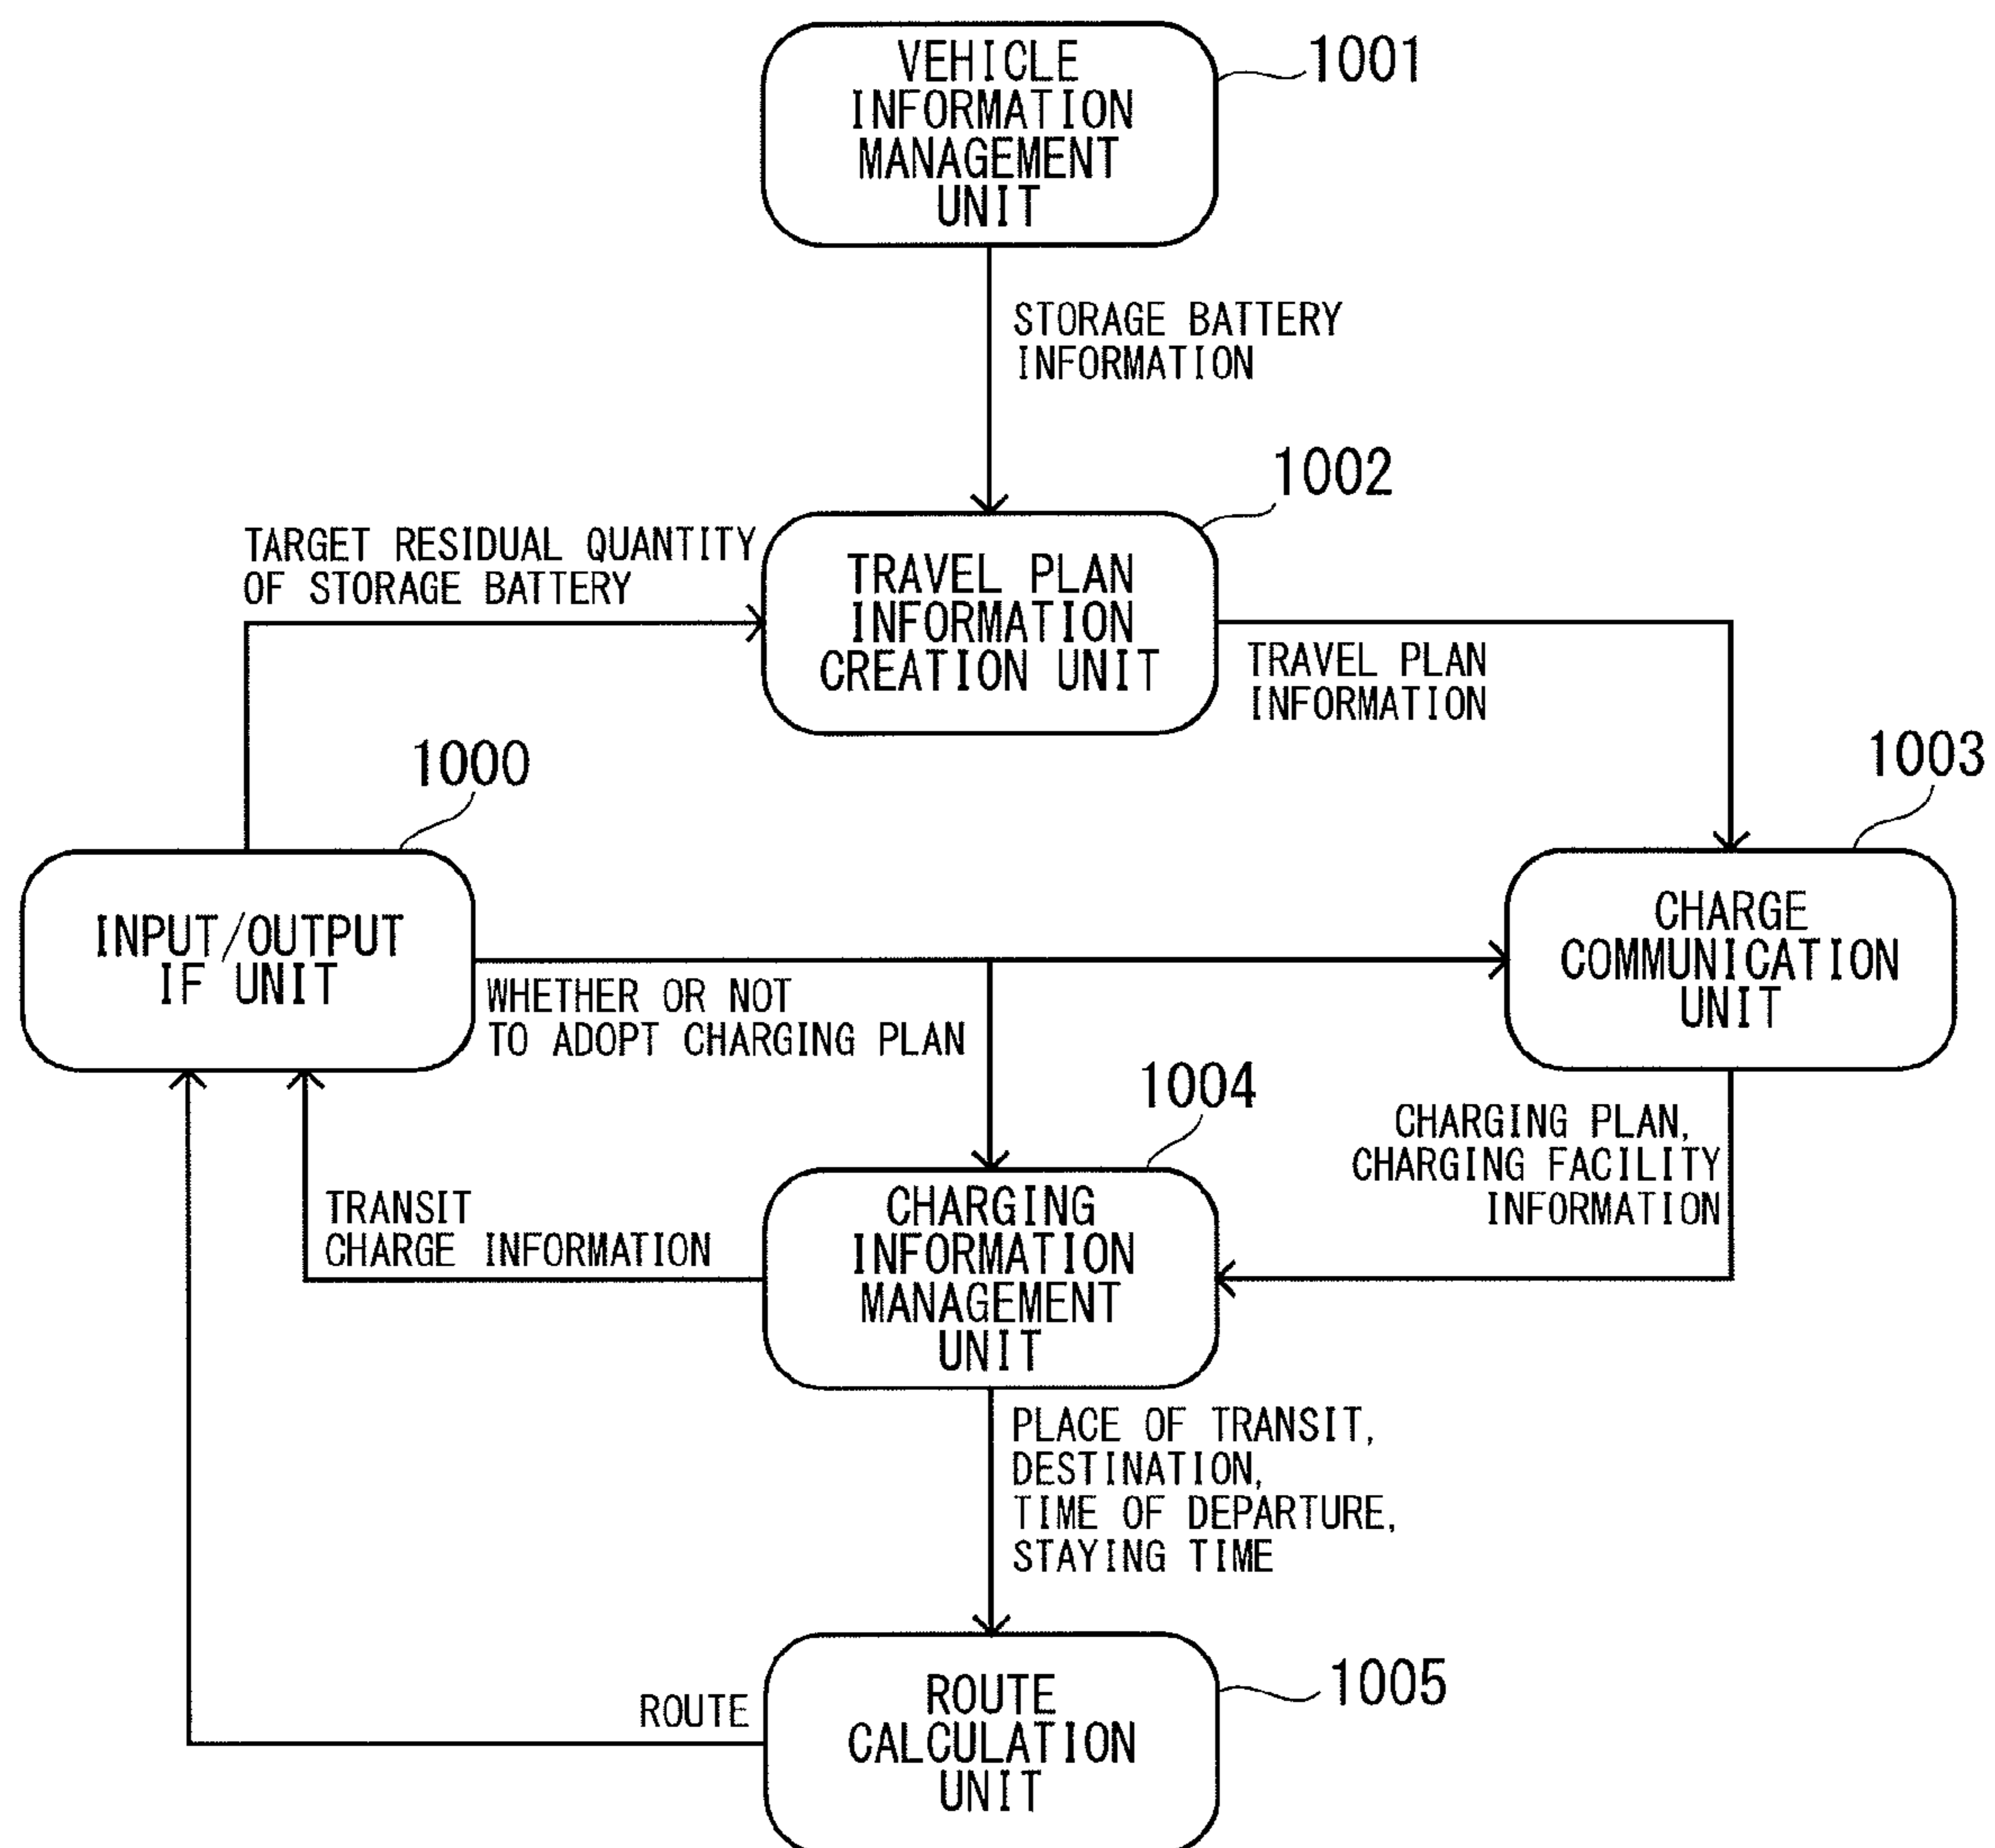 VEHICLE
INFORMATION
MANAGEMENT
UNIT
1001
STORAGE BATTERY
INFORMATION
1002
TARGET RESIDUAL QUANTITY
OF STORAGE BATTERY
TRAVEL PLAN
INFORMATION
CREATION UNIT
TRAVEL PLAN
INFORMATION
1000
1003
INPUT/OUTPUT
IF UNIT
CHARGE
COMMUNICATION
UNIT
WHETHER OR NOT
TO ADOPT CHARGING PLAN
1004
CHARGING PLAN,
CHARGING FACILITY
INFORMATION
TRANSIT
CHARGE INFORMATION
CHARGING
INFORMATION
MANAGEMENT
UNIT
PLACE OF TRANSIT,
DESTINATION,
TIME OF DEPARTURE,
STAYING TIME
ROUTE
ROUTE
CALCULATION
UNIT
1005